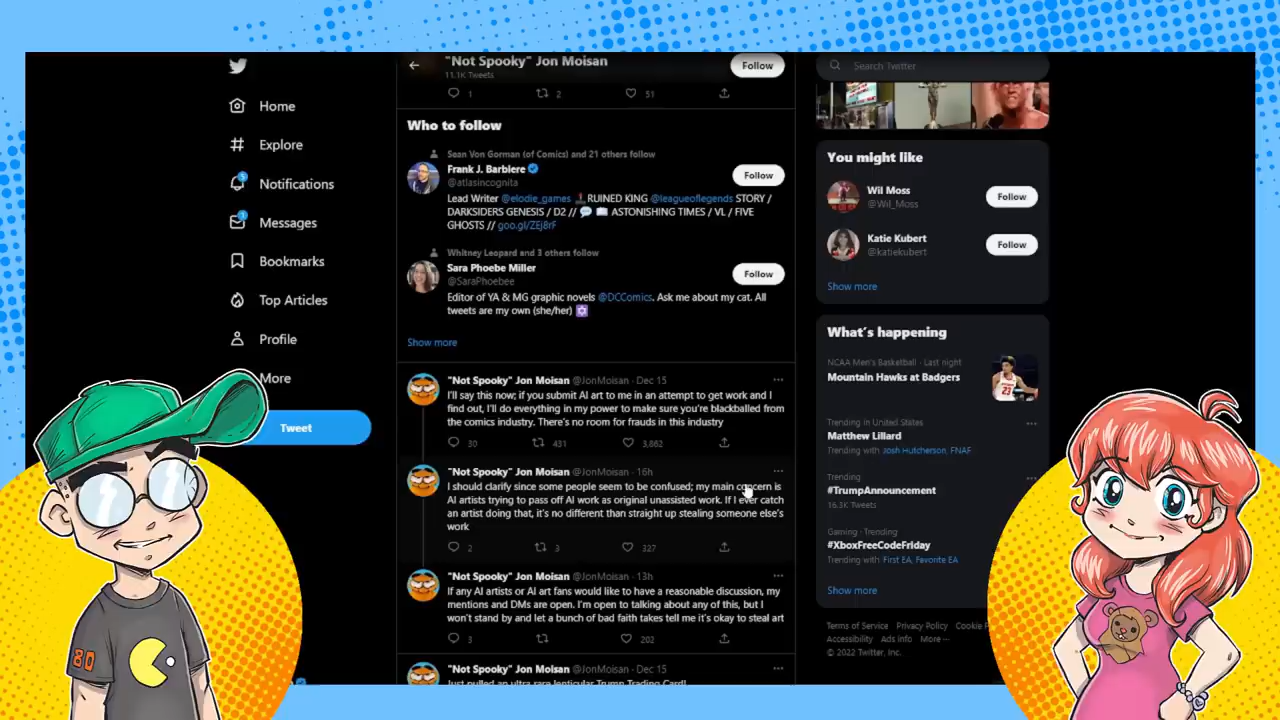 "Not Spooky" Jon Moisan
11.1K Tweets
Follow
1 2 51
Who to follow
Sean Von Gorman (of Comics) and 21 others follow
Frank J. Barbiere
@atlasincognita
Follow
Lead Writer @elodie_games RUINED KING @leagueoflegends STORY /
DARKSIDERS GENESIS / D2 // ASTONISHING TIMES / VL / FIVE
GHOSTS // goo.gl/ZEj8rF
Whitney Leopard and 3 others follow
Sara Phoebe Miller
@SaraPhoebee
Follow
Editor of YA & MG graphic novels @DCComics. Ask me about my cat. All
tweets are my own (she/her)
Show more
"Not Spooky" Jon Moisan @JonMoisan · Dec 15
I'll say this now; if you submit AI art to me in an attempt to get work and I
find out, I'll do everything in my power to make sure you're blackballed from
the comics industry. There's no room for frauds in this industry
30 431 3,882
"Not Spooky" Jon Moisan @JonMoisan · 16h
I should clarify since some people seem to be confused; my main concern is
AI artists trying to pass off AI work as original unassisted work. If I ever catch
an artist doing that, it's no different than straight up stealing someone else's
work
2 3 327
"Not Spooky" Jon Moisan @JonMoisan · 13h
If any AI artists or AI art fans would like to have a reasonable discussion, my
mentions and DMs are open. I'm open to talking about any of this, but I
won't stand by and let a bunch of bad faith takes tell me it's okay to steal art
3 202
"Not Spooky" Jon Moisan @JonMoisan · Dec 15
Just pulled an ultra rare lenticular Trump Trading Card!
Home
Explore
Notifications
Messages
Bookmarks
Top Articles
Profile
More
Tweet
Search Twitter
You might like
Wil Moss
@Wil_Moss
Follow
Katie Kubert
@katiekubert
Follow
Show more
What's happening
NCAA Men's Basketball · Last night
Mountain Hawks at Badgers
Trending in United States
Matthew Lillard
Trending with Josh Hutcherson, FNAF
Trending
#TrumpAnnouncement
16.3K Tweets
Gaming · Trending
#XboxFreeCodeFriday
Trending with First EA, Favorite EA
Show more
Terms of Service Privacy Policy Cookie P
Accessibility Ads info More ···
© 2022 Twitter, Inc.
80